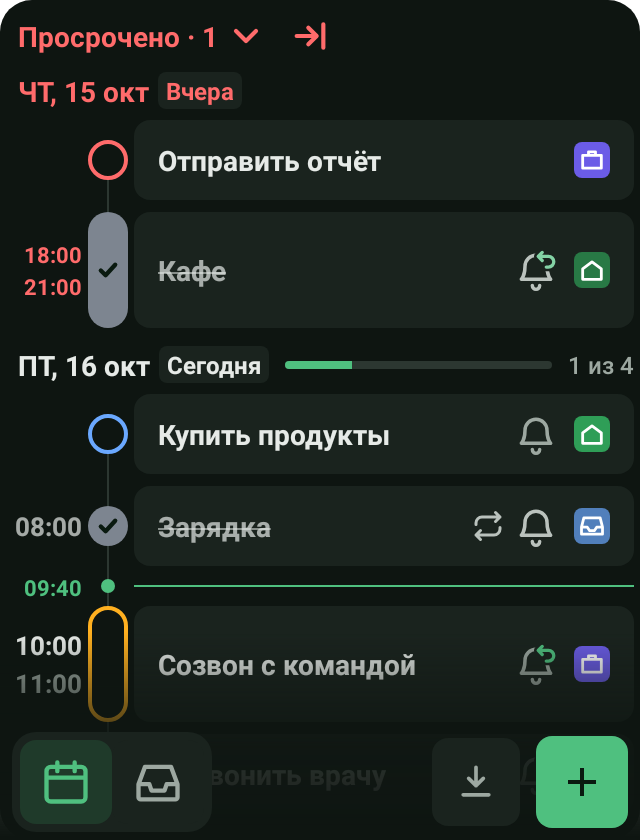 Просрочено · 1
ЧТ, 15 окт Вчера
Отправить отчёт
18:00
21:00
Кафе
ПТ, 16 окт Сегодня 1 из 4
Купить продукты
08:00 Зарядка
09:40
10:00
11:00
Созвон с командой
врачу